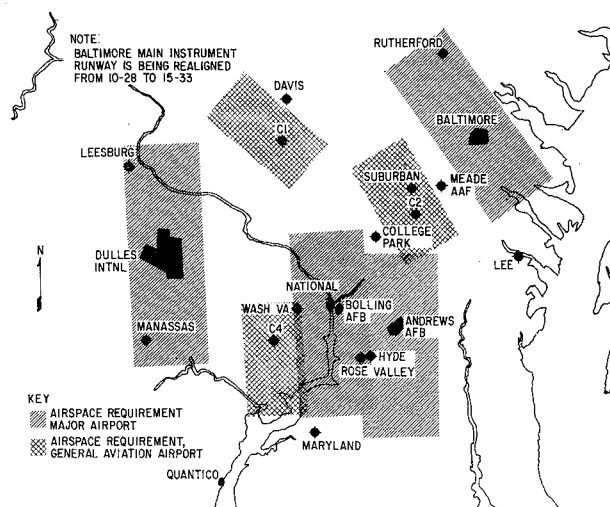 NOTE:
BALTIMORE MAIN INSTRUMENT
RUNWAY IS BEING REALIGNED
FROM 10-28 TO 15-33
RUTHERFORD
DAVIS
BALTIMORE
C1
LEESBURG
SUBURBAN
MEADE
AAF
C2
COLLEGE
PARK
N
DULLES
INTNL
LEE
NATIONAL
WASH VA
BOLLING
AFB
ANDREWS
AFB
MANASSAS
C4
HYDE
ROSE VALLEY
KEY
AIRSPACE REQUIREMENT
MAJOR AIRPORT
AIRSPACE REQUIREMENT,
GENERAL AVIATION AIRPORT
MARYLAND
QUANTICO